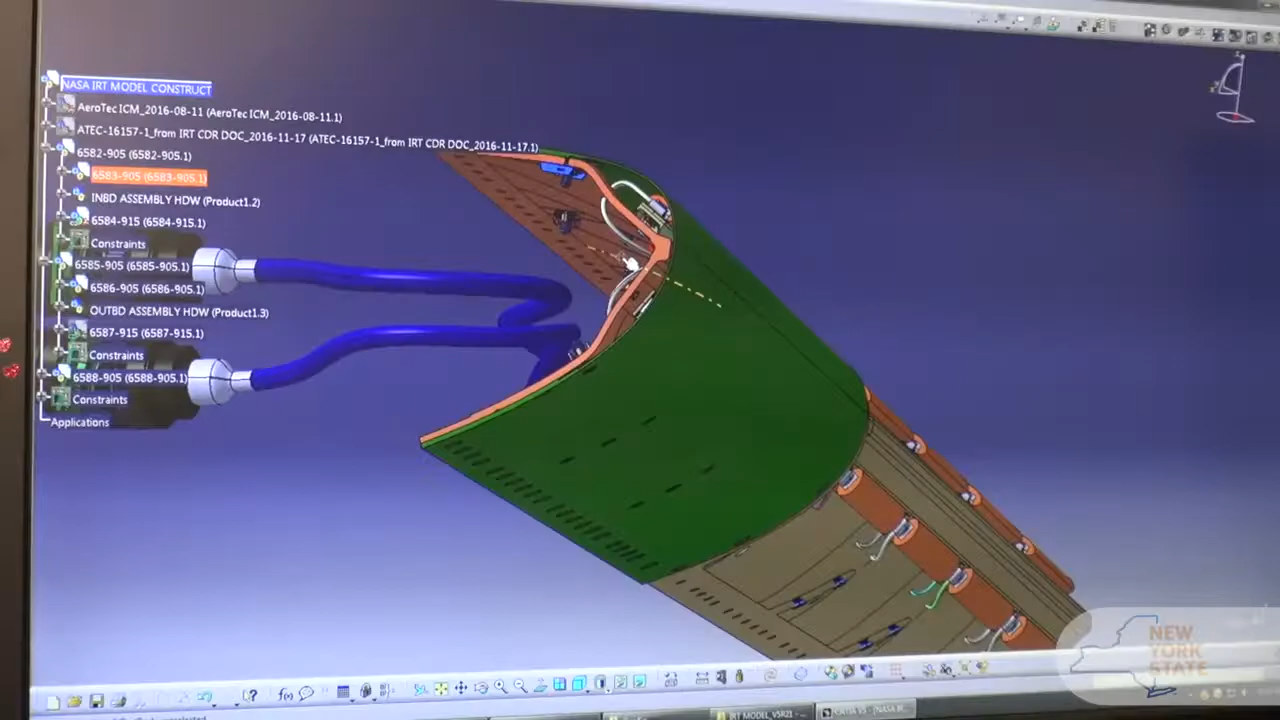 NASA IRT MODEL CONSTRUCT
AeroTec ICM_2016-08-11 (AeroTec ICM_2016-08-11.1)
ATEC-16157-1_from IRT CDR DOC_2016-11-17 (ATEC-16157-1_from IRT CDR DOC_2016-11-17.1)
6582-905 (6582-905.1)
6583-905 (6583-905.1)
INBD ASSEMBLY HDW (Product1.2)
6584-915 (6584-915.1)
Constraints
6585-905 (6585-905.1)
6586-905 (6586-905.1)
OUTBD ASSEMBLY HDW (Product1.3)
6587-915 (6587-915.1)
Constraints
6588-905 (6588-905.1)
Constraints
Applications
NEW
YORK
STATE